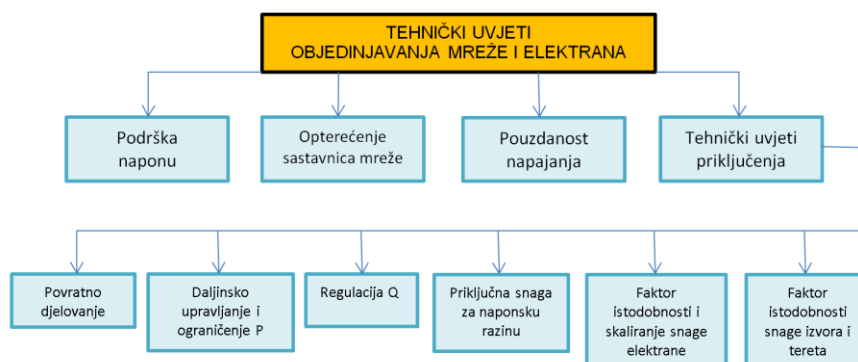 TEHNIČKI UVJETI
OBJEDINJAVANJA MREŽE I ELEKTRANA
Podrška
naponu
Opterećenje
sastavnica mreže
Pouzdanost
napajanja
Tehnički uvjeti
priključenja
Povratno
djelovanje
Daljinsko
upravljanje i
ograničenje P
Regulacija Q
Priključna snaga
za naponsku
razinu
Faktor
istodobnosti i
skaliranje snage
elektrane
Faktor
istodobnosti
snage izvora i
tereta